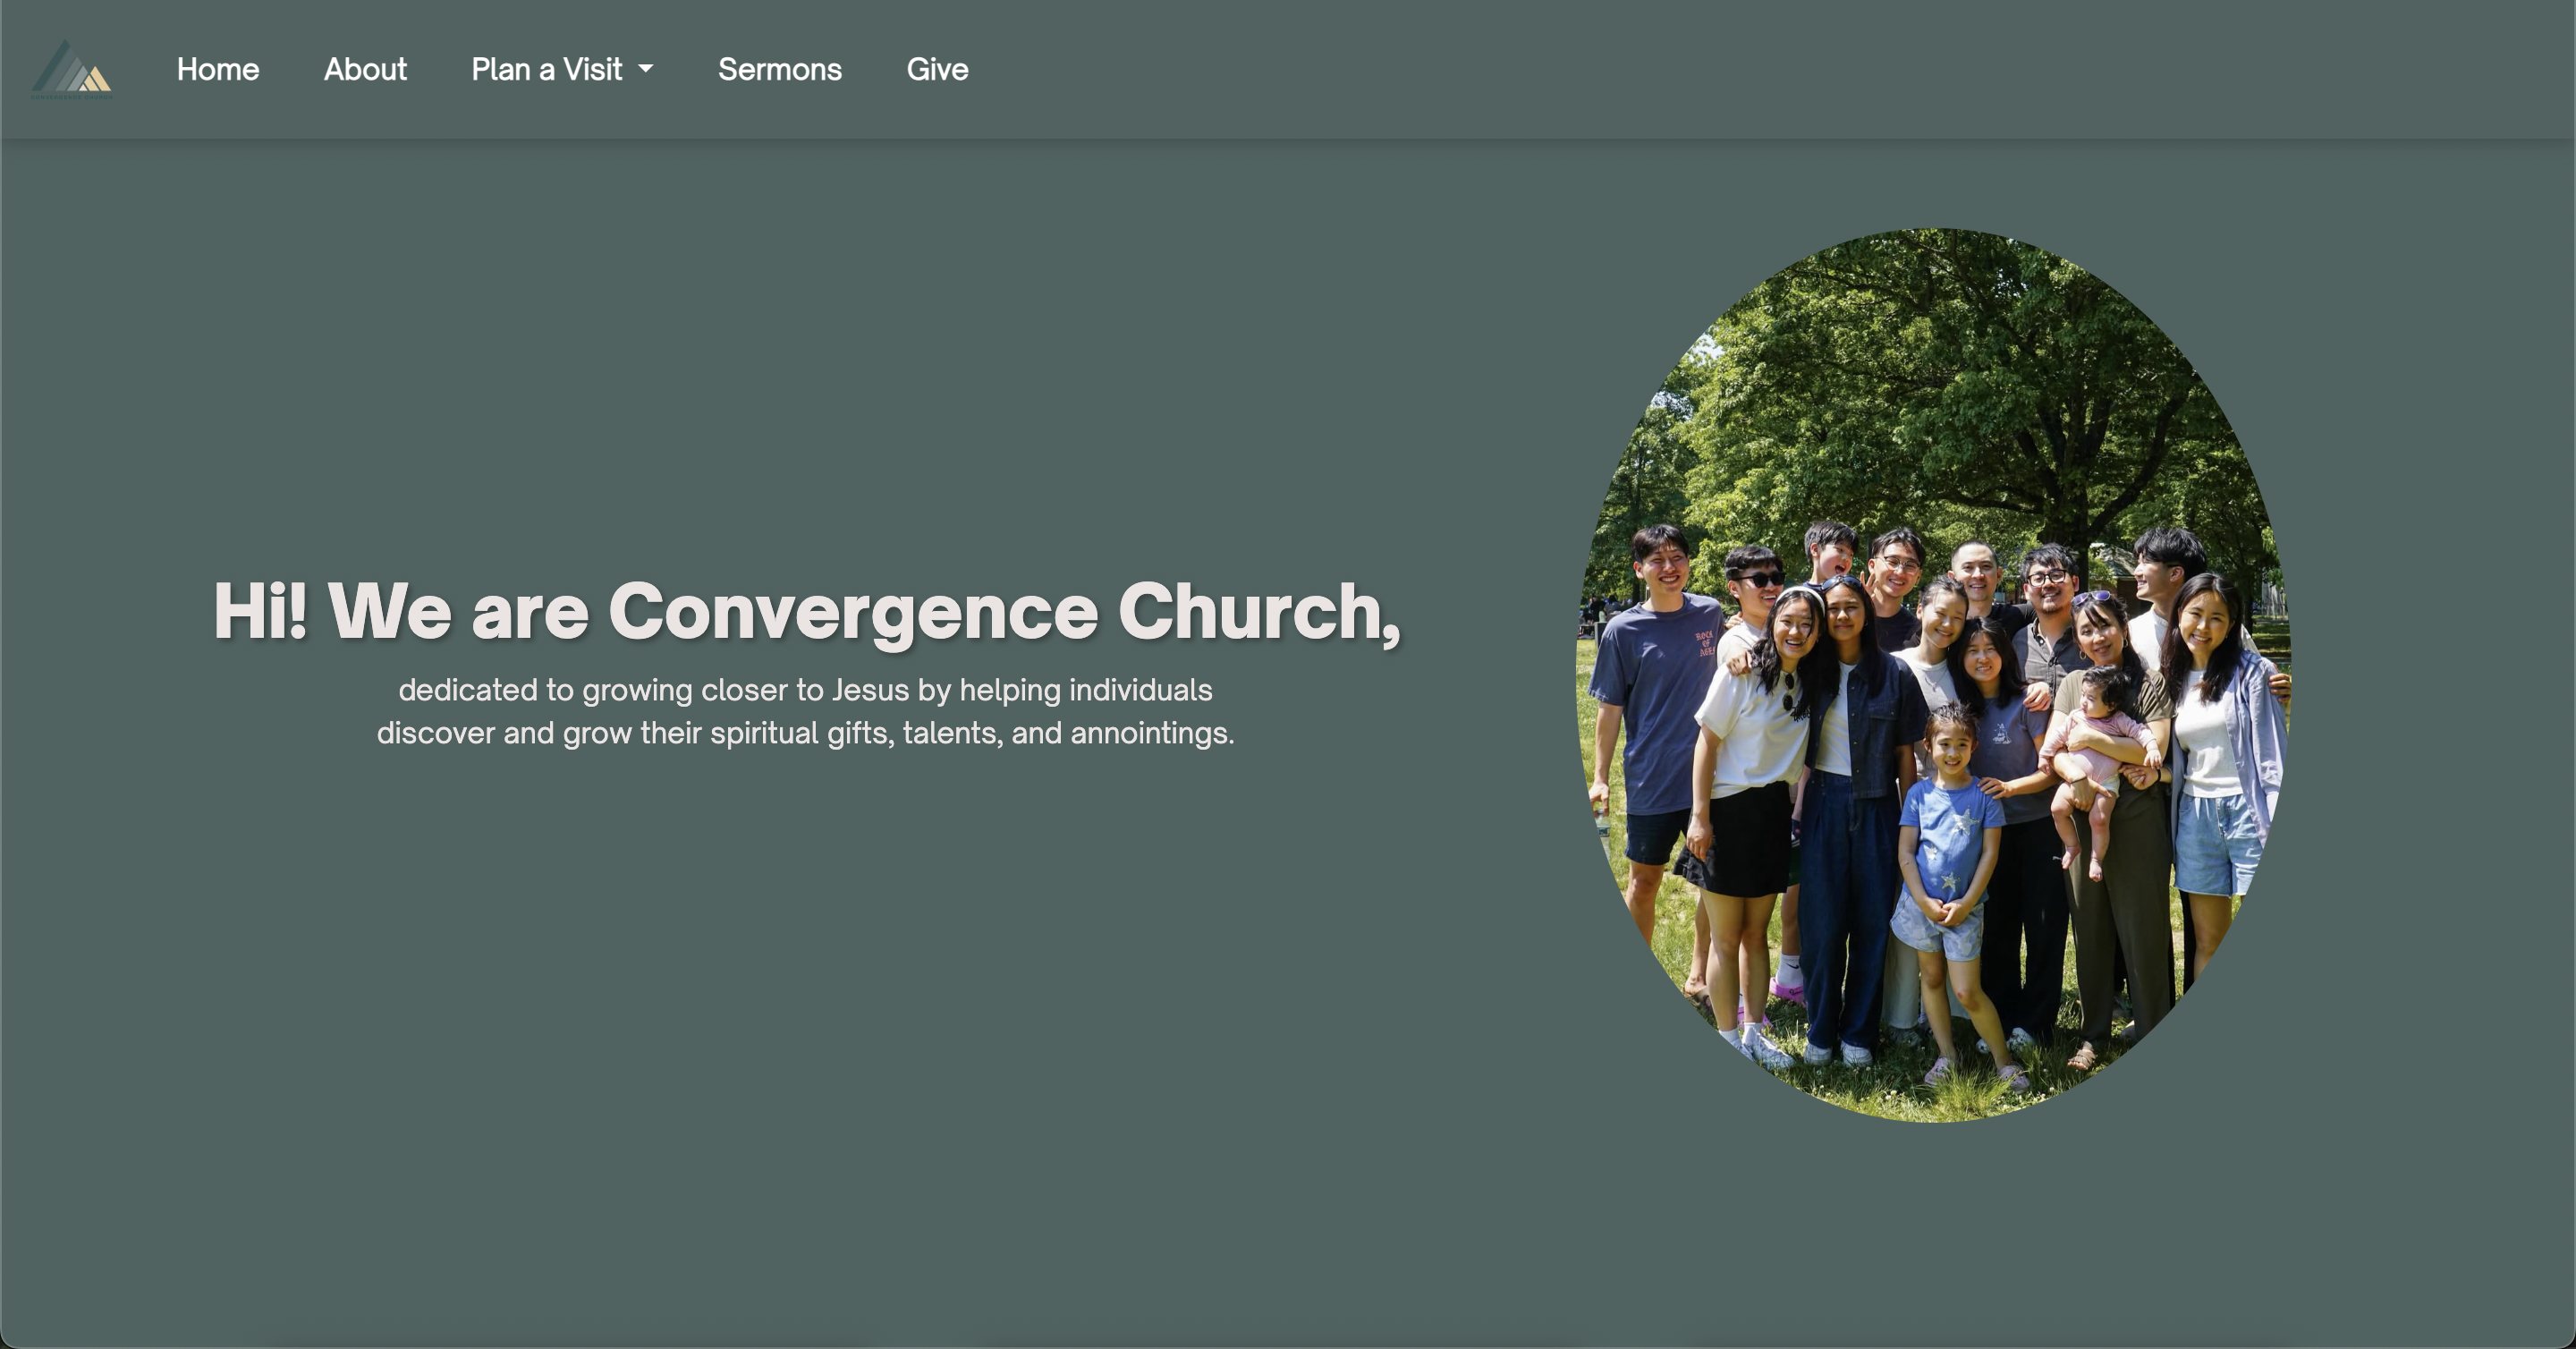 Home About Plan a Visit Sermons Give
Hi! We are Convergence Church,
dedicated to growing closer to Jesus by helping individuals
discover and grow their spiritual gifts, talents, and annointings.